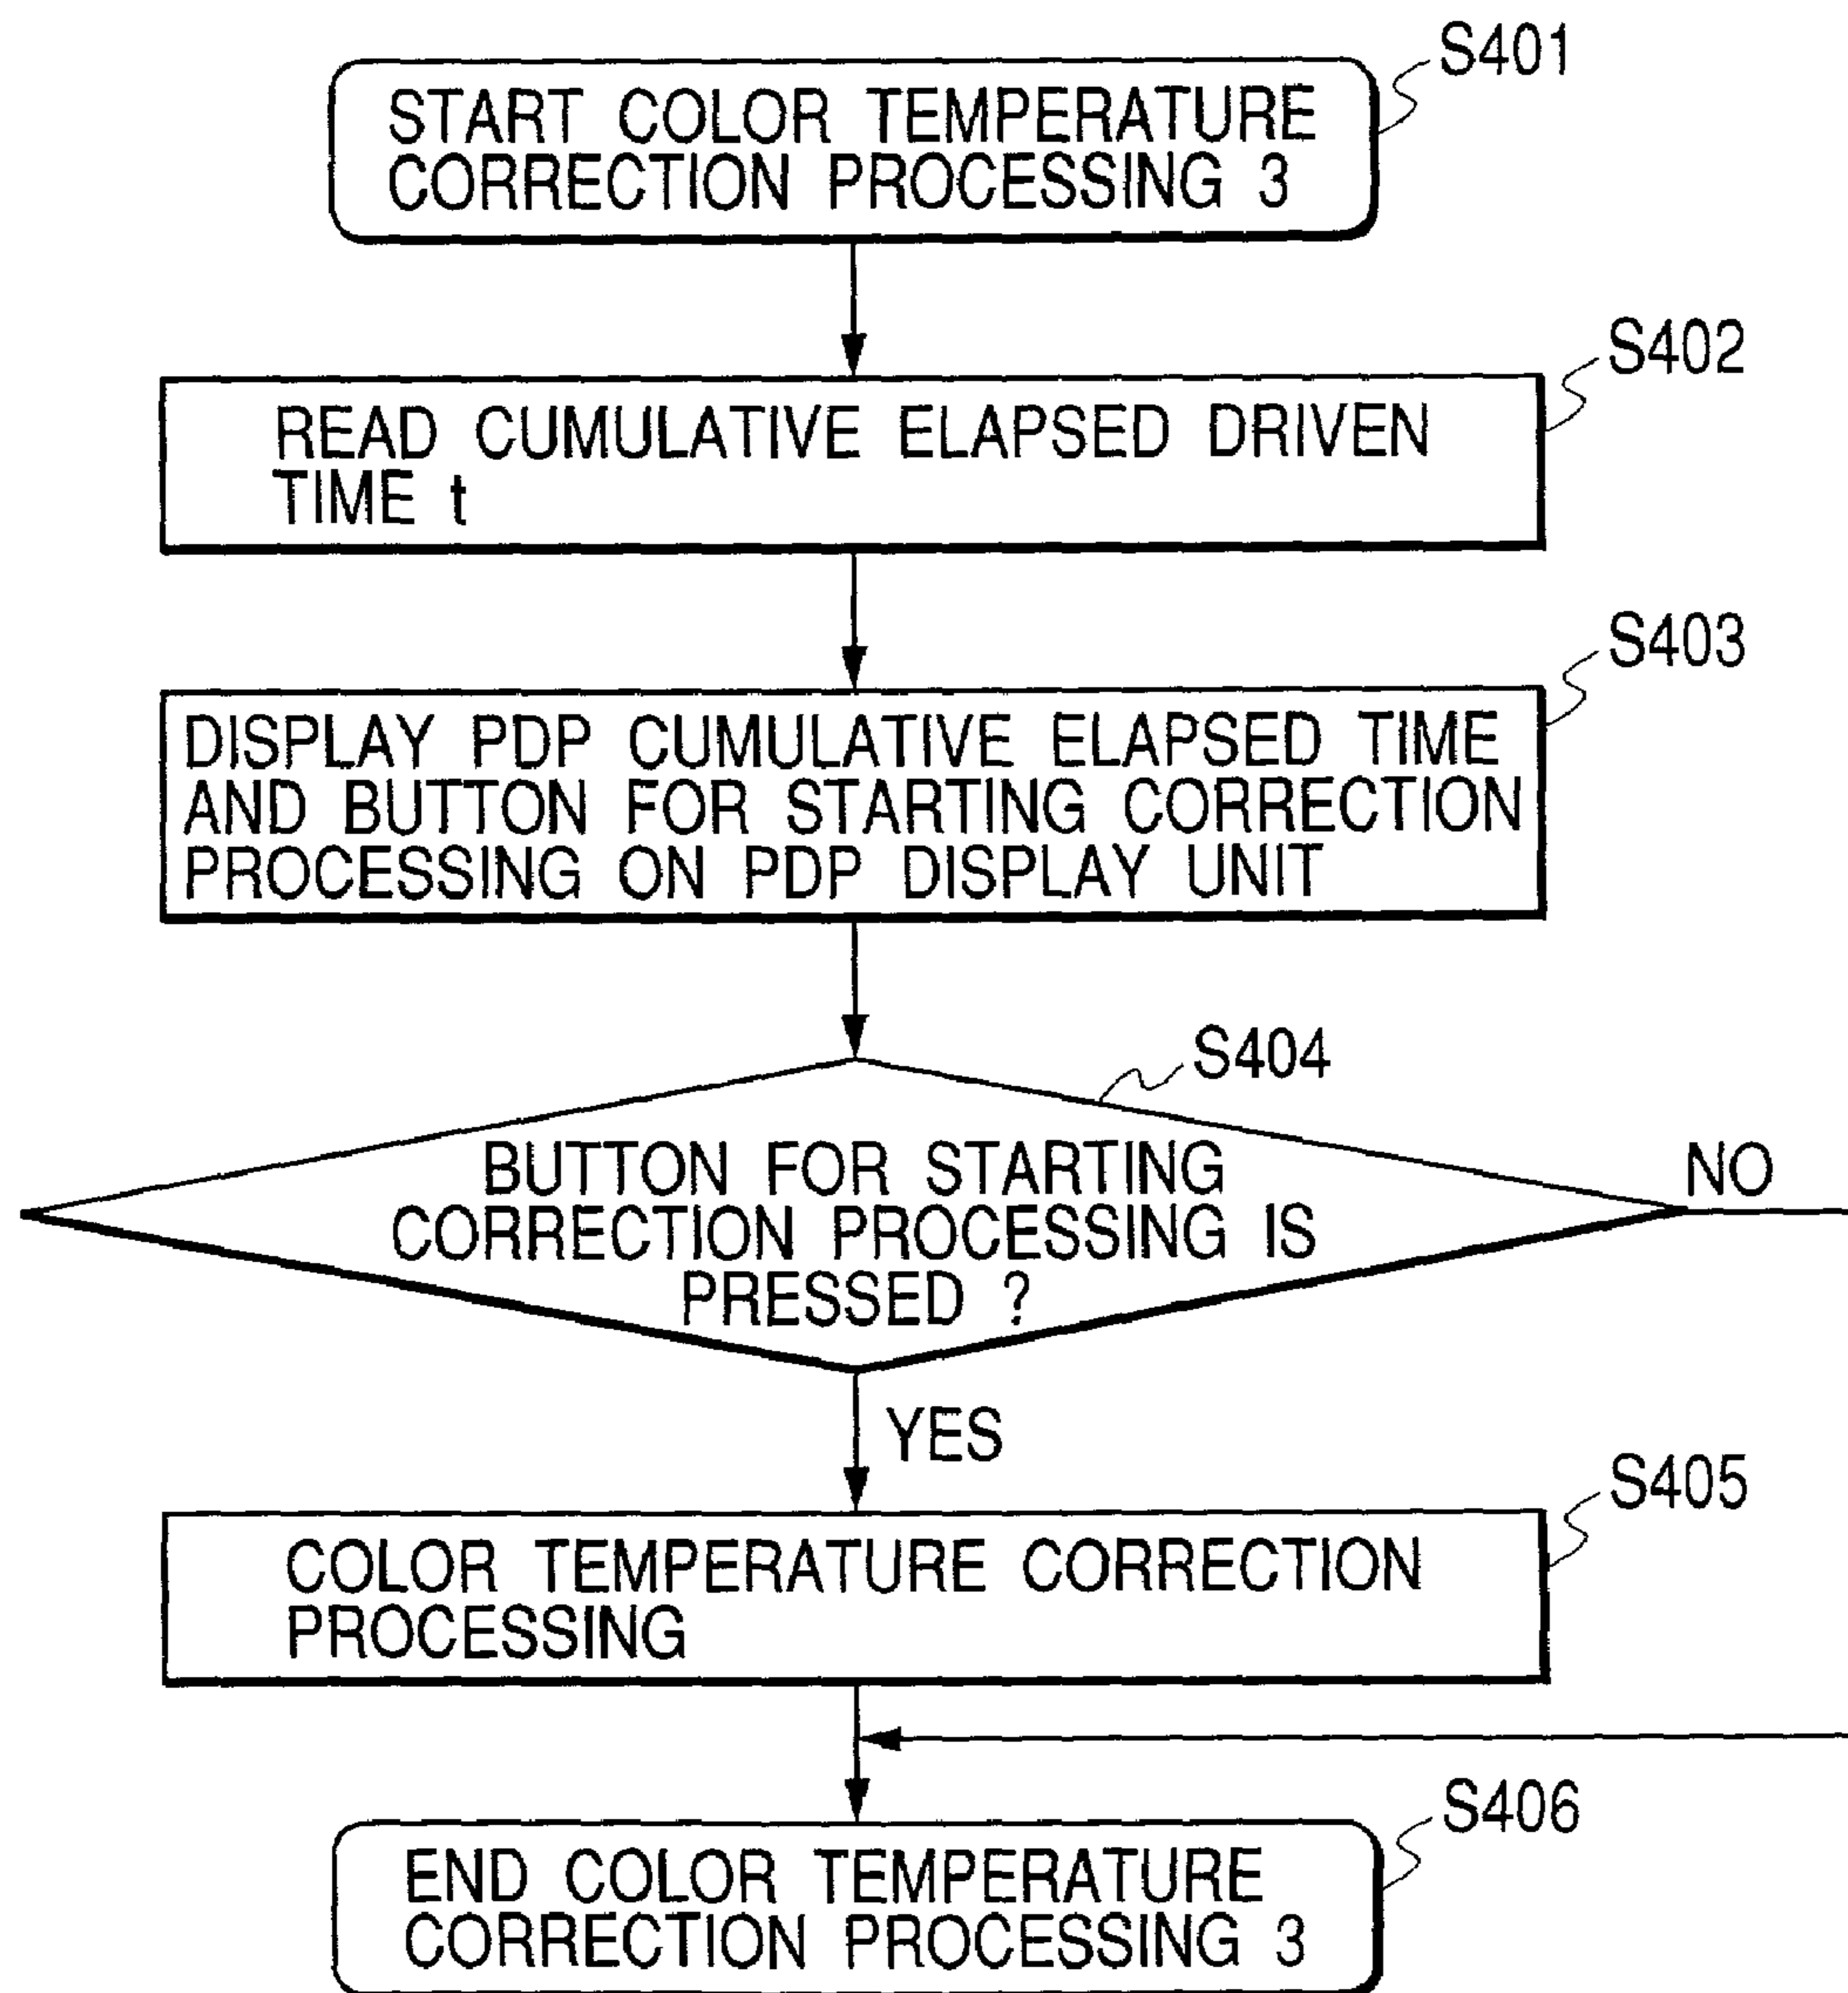 S401
START COLOR TEMPERATURE
CORRECTION PROCESSING 3
S402
READ CUMULATIVE ELAPSED DRIVEN
TIME t
S403
DISPLAY PDP CUMULATIVE ELAPSED TIME
AND BUTTON FOR STARTING CORRECTION
PROCESSING ON PDP DISPLAY UNIT
S404
BUTTON FOR STARTING
CORRECTION PROCESSING IS
PRESSED ?
NO
YES
S405
COLOR TEMPERATURE CORRECTION
PROCESSING
S406
END COLOR TEMPERATURE
CORRECTION PROCESSING 3